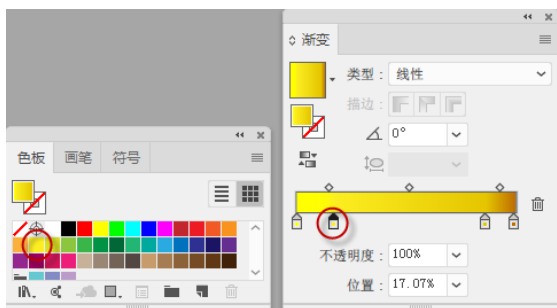 渐变
类型： 线性
描边：
0°
色板 画笔 符号
不透明度： 100%
位置： 17.07%